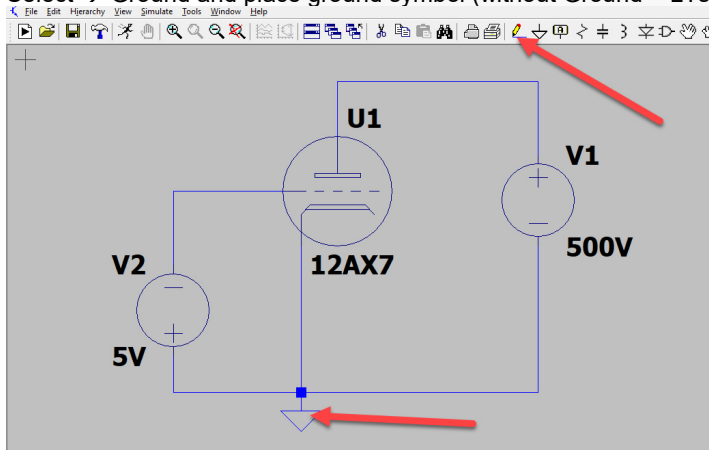 File Edit Hierarchy View Simulate Tools Window Help
U1
V1
500V
12AX7
V2
5V